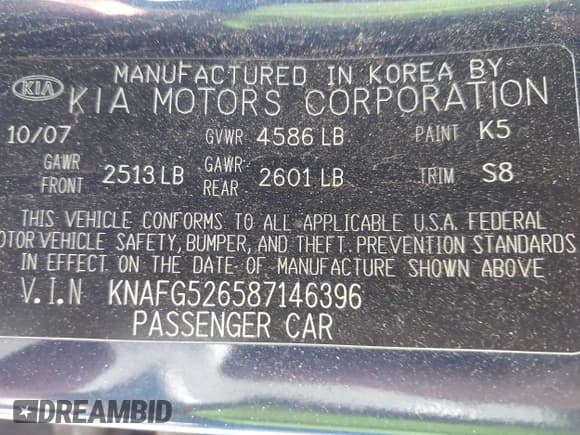 MANUFACTURED IN KOREA BY
KIA KIA MOTORS CORPORATION
10/07 GVWR 4586 LB PAINT K5
GAWR FRONT 2513 LB GAWR: REAR 2601 LB TRIM S8
THIS VEHICLE CONFORMS TO ALL APPLICABLE U.S.A. FEDERAL
OTOR VEHICLE SAFETY, BUMPER, AND THEFT. PREVENTION STANDARDS
IN EFFECT ON THE DATE OF MANUFACTURE SHOWN ABOVE
V.I.N KNAFG526587146396
PASSENGER CAR
DREAMBID